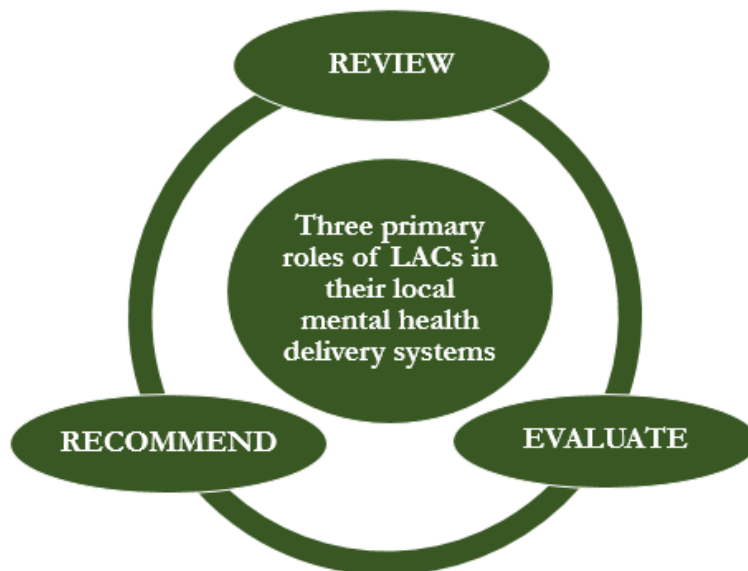 REVIEW
Three primary
roles of LACs in
their local
mental health
delivery systems
RECOMMEND
EVALUATE